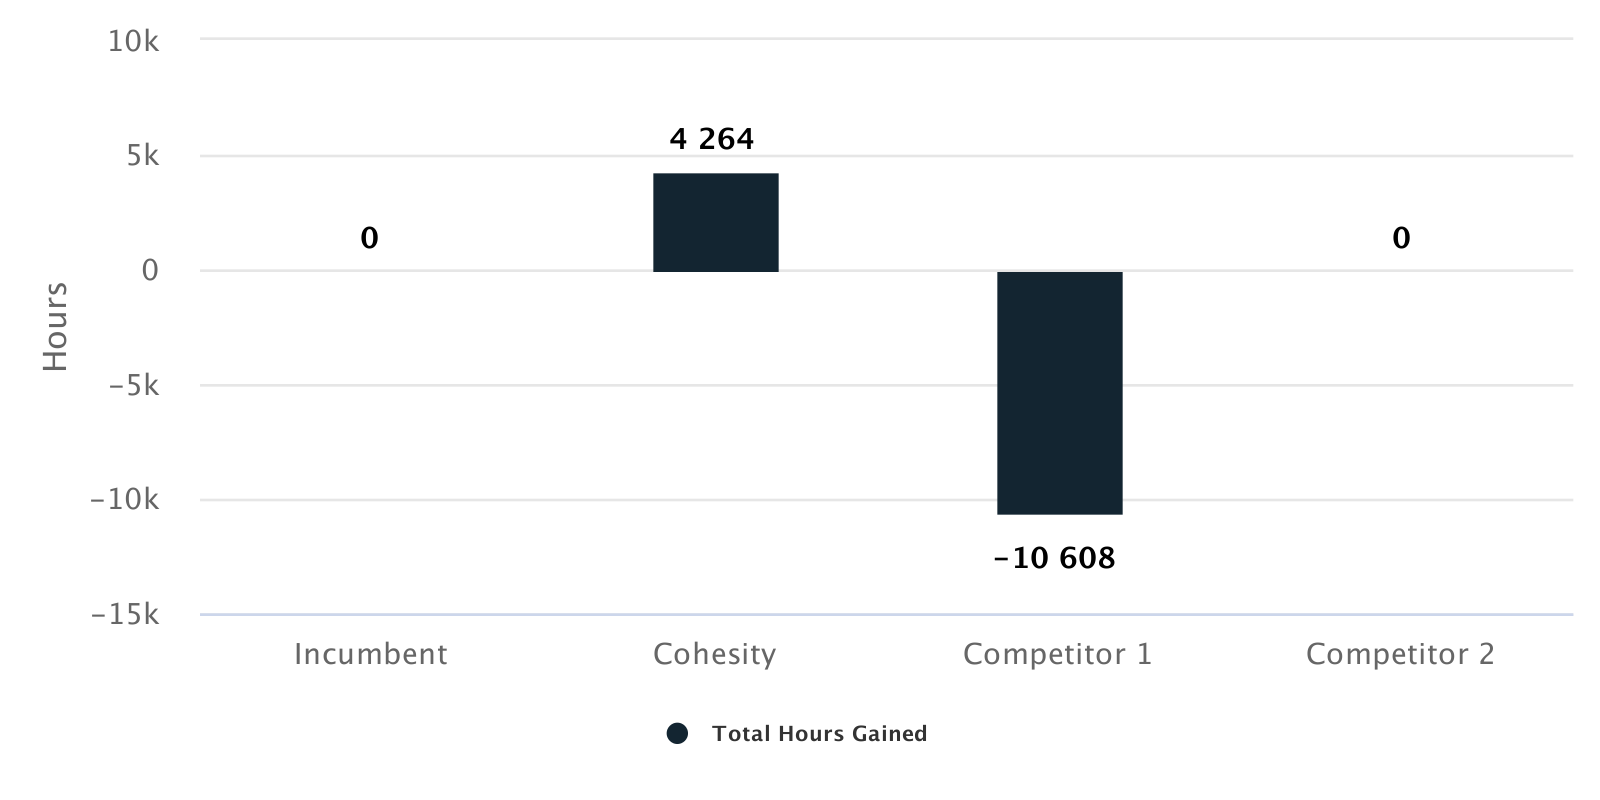 10k
5k
0
−5k
−10k
−15k
Hours
0
4 264
−10 608
0
Incumbent
Cohesity
Competitor 1
Competitor 2
Total Hours Gained